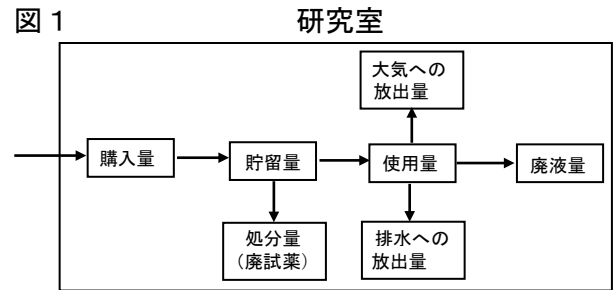 図1
研究室
大気への
放出量
購入量
貯留量
使用量
廃液量
処分量
(廃試薬)
排水への
放出量